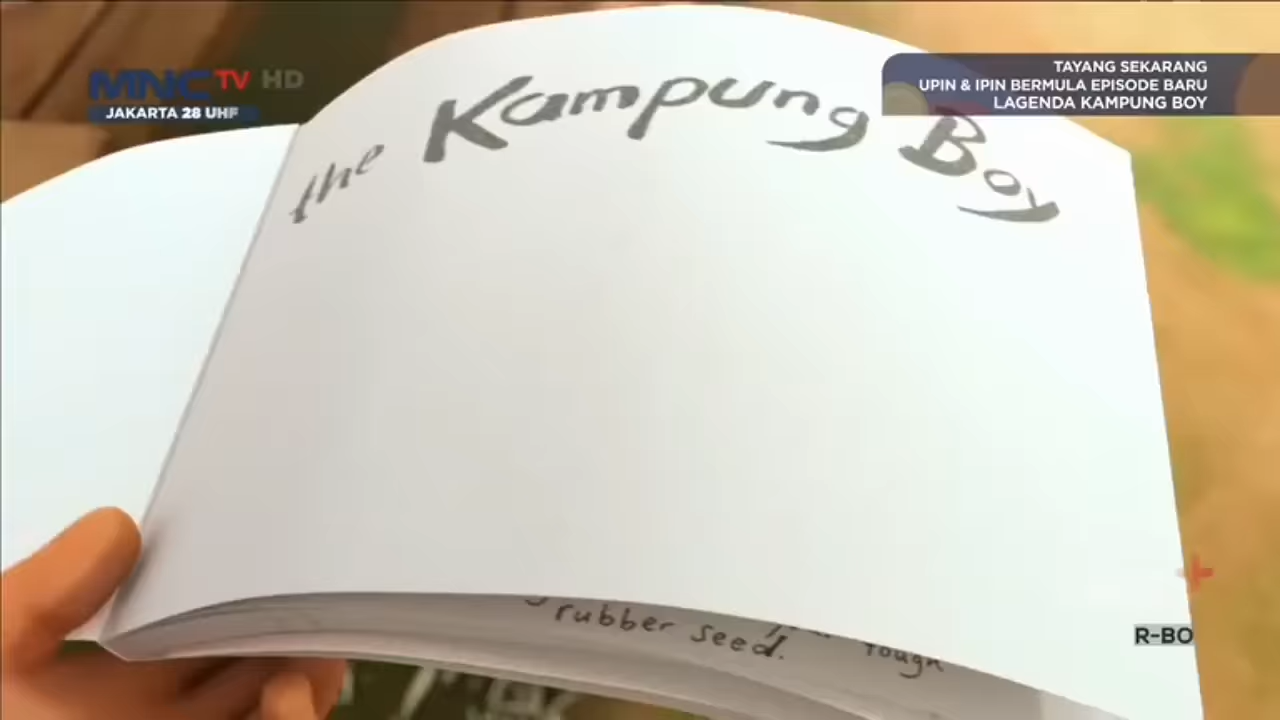 MNCTV HD
JAKARTA 28 UHF
TAYANG SEKARANG
UPIN & IPIN BERMULA EPISODE BARU
LAGENDA KAMPUNG BOY
the Kampung Boy
rubber seed.
tough
R-BO